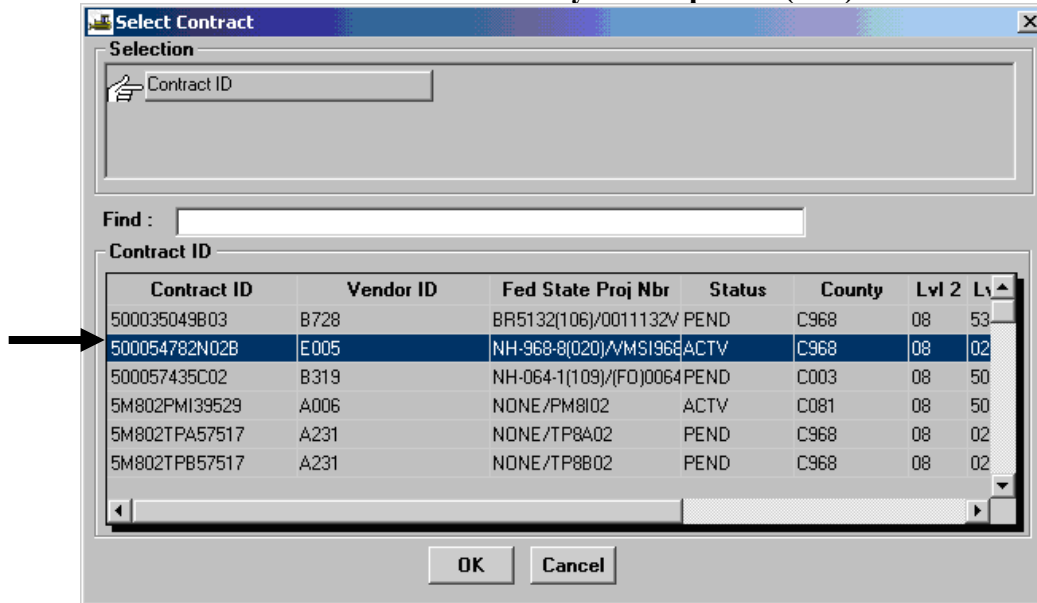 Select Contract
Selection
Contract ID
Find :
Contract ID
Contract ID Vendor ID Fed State Proj Nbr Status County Lvl 2
500035049B03 B728 BR5132(106)/0011132V PEND C968 08 53
500054782N02B E005 NH-968-8(020)/VMSI968 ACTV C968 08 02
500057435C02 B319 NH-064-1(109)/(FO)0064 PEND C003 08 50
5M802PMI39529 A006 NONE/PM8I02 ACTV C081 08 50
5M802TPA57517 A231 NONE/TP8A02 PEND C968 08 02
5M802TPB57517 A231 NONE/TP8B02 PEND C968 08 02
OK Cancel